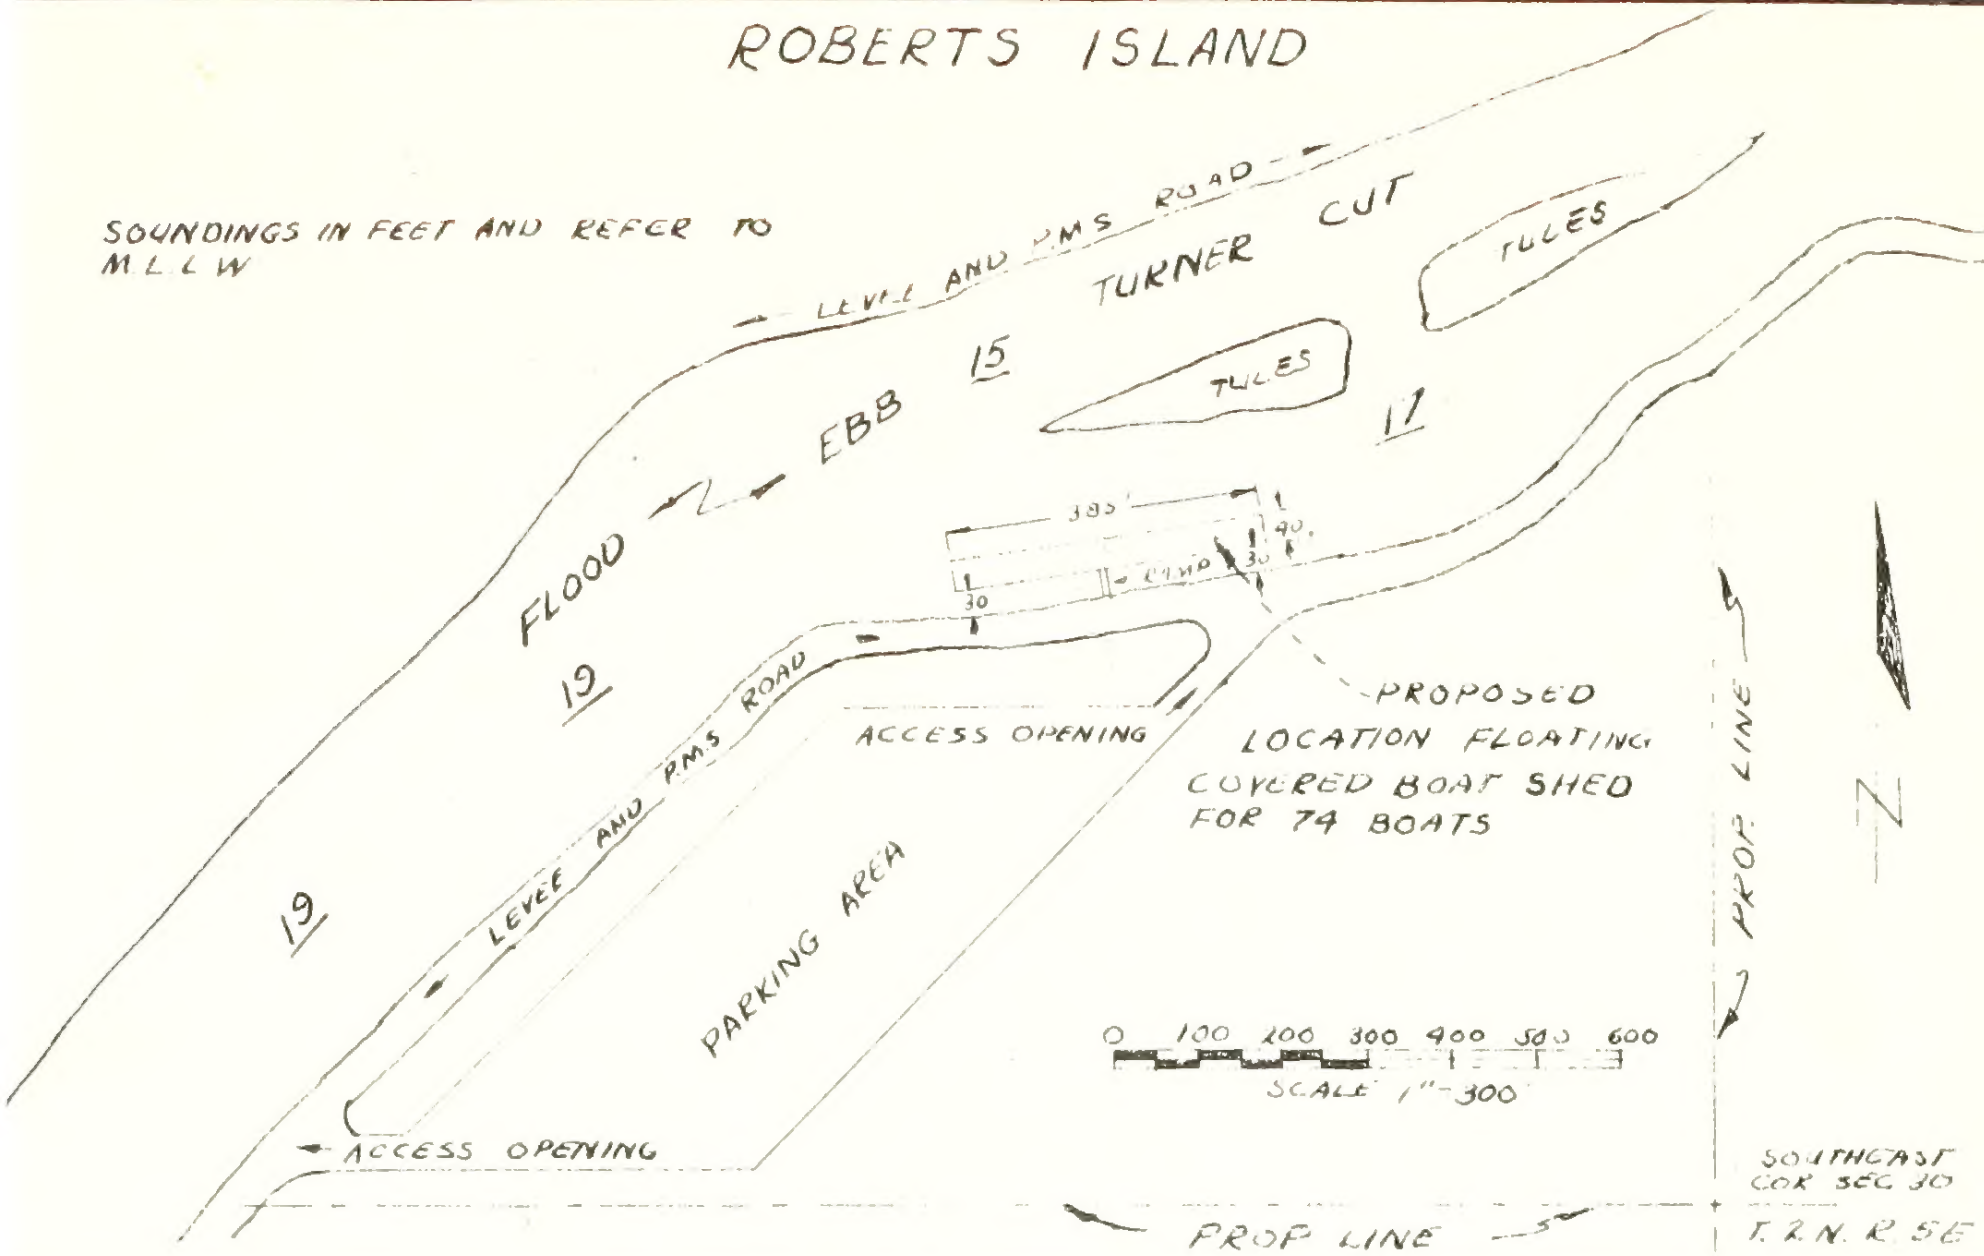 ROBERTS ISLAND
SOUNDINGS IN FEET AND REFER TO
M.L.L.W
LEVEE AND P.M.S ROAD
TURNER CUT
TULES
TULES
15
17
EBB
FLOOD
385'
40
30
30
RAMP
19
19
LEVEE AND P.M.S ROAD
ACCESS OPENING
PROPOSED
LOCATION FLOATING
COVERED BOAT SHED
FOR 74 BOATS
PARKING AREA
PROP. LINE
N
0 100 200 300 400 500 600
SCALE 1"-300'
ACCESS OPENING
PROP LINE
SOUTHEAST
COR SEC 30
T. 2 N. R. 5 E